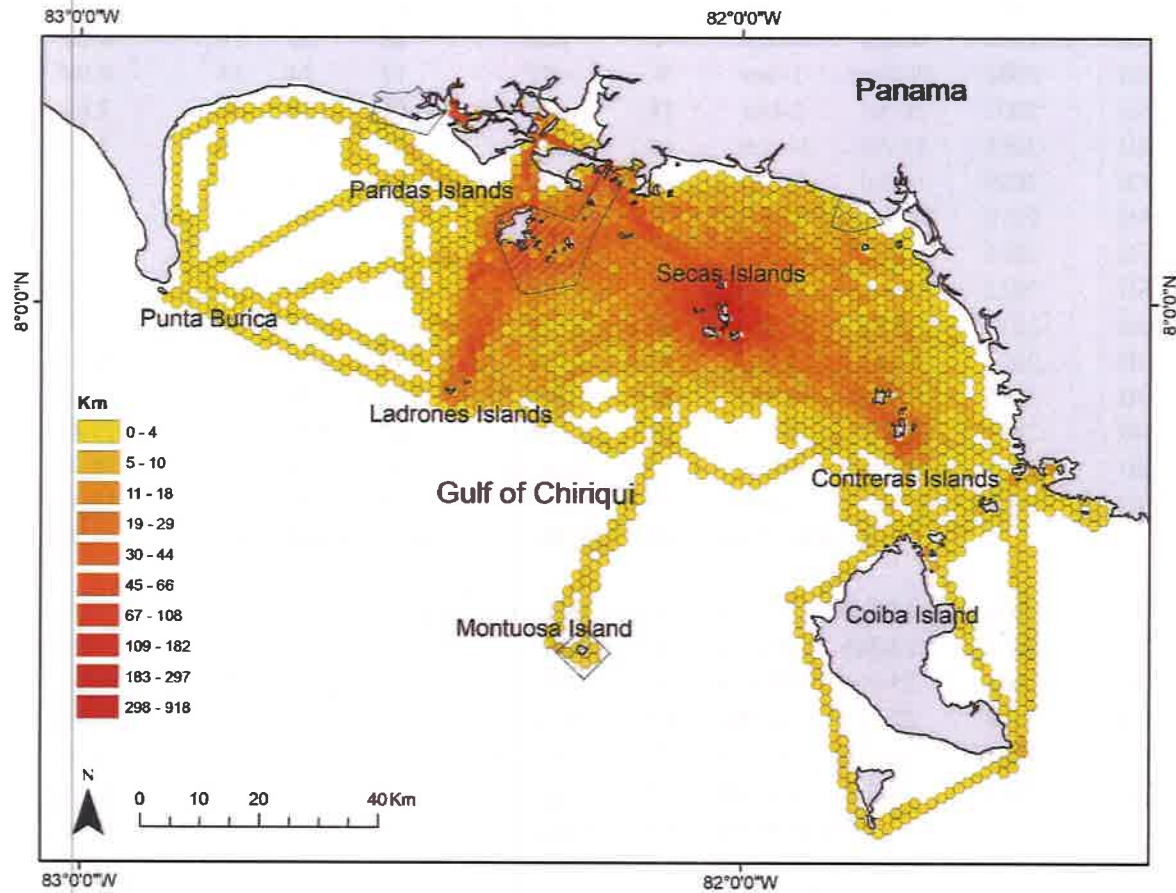 83°0'0"W
82°0'0"W
Panama
Paridas Islands
Secas Islands
8°0'0"N
8°0'0"N
Punta Burica
Ladrones Islands
Km
0 - 4
5 - 10
11 - 18
19 - 29
30 - 44
45 - 66
67 - 108
109 - 182
183 - 297
298 - 918
Contreras Islands
Gulf of Chiriqui
Montuosa Island
Coiba Island
N
0 10 20 40 Km
83°0'0"W
82°0'0"W